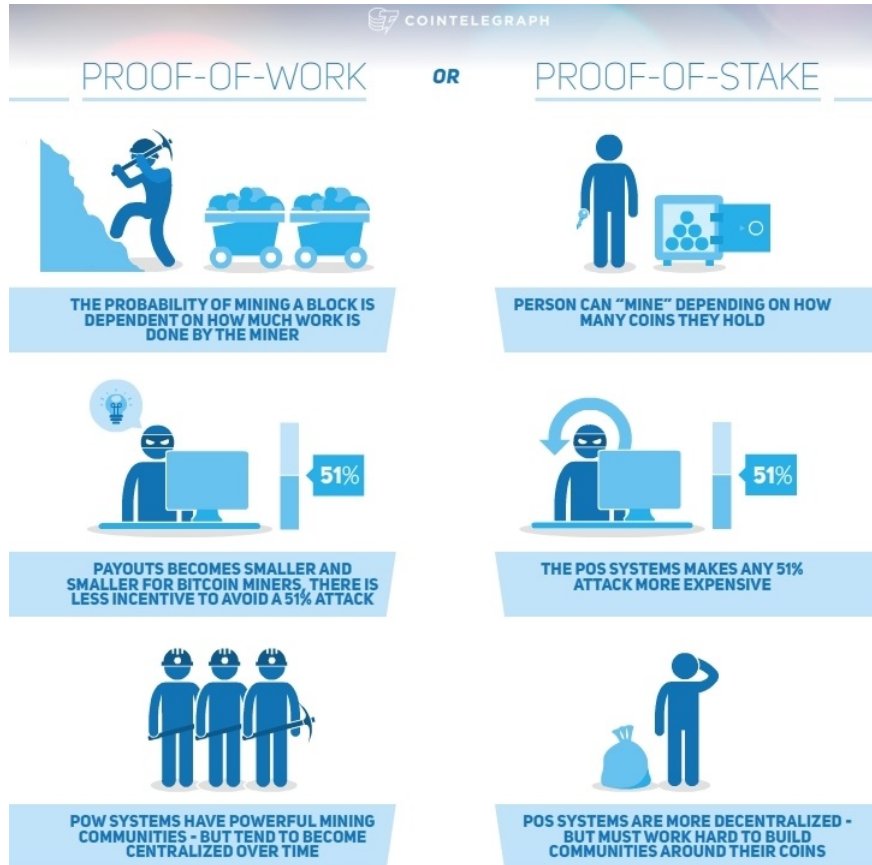 COINTELEGRAPH
PROOF-OF-WORK
OR
PROOF-OF-STAKE
THE PROBABILITY OF MINING A BLOCK IS
DEPENDENT ON HOW MUCH WORK IS
DONE BY THE MINER
PERSON CAN “MINE” DEPENDING ON HOW
MANY COINS THEY HOLD
51%
51%
PAYOUTS BECOMES SMALLER AND
SMALLER FOR BITCOIN MINERS, THERE IS
LESS INCENTIVE TO AVOID A 51% ATTACK
THE POS SYSTEMS MAKES ANY 51%
ATTACK MORE EXPENSIVE
POW SYSTEMS HAVE POWERFUL MINING
COMMUNITIES - BUT TEND TO BECOME
CENTRALIZED OVER TIME
POS SYSTEMS ARE MORE DECENTRALIZED -
BUT MUST WORK HARD TO BUILD
COMMUNITIES AROUND THEIR COINS